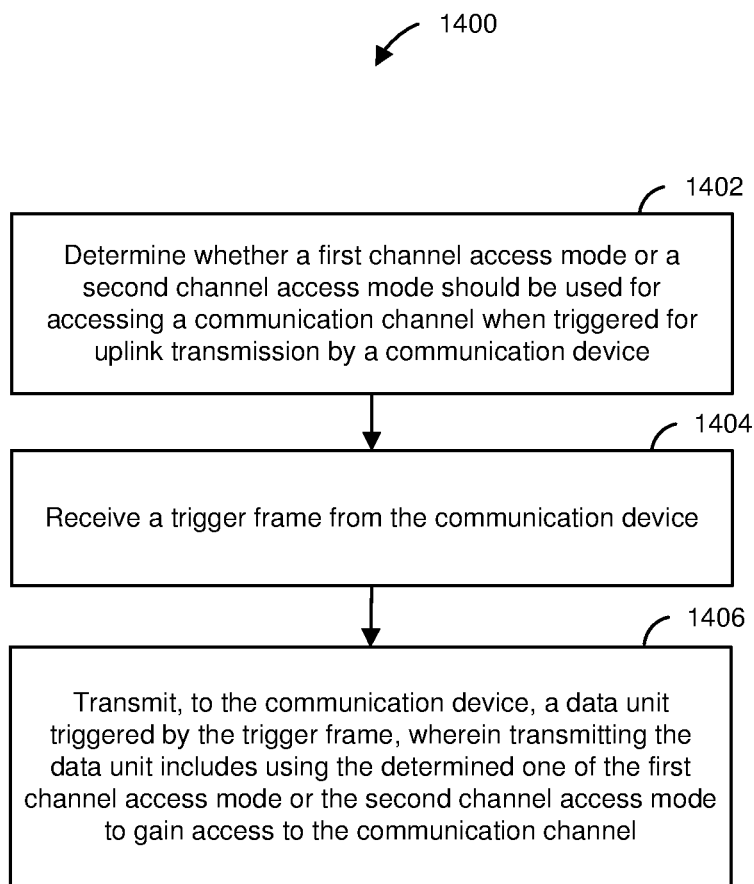 1400
1402
Determine whether a first channel access mode or a
second channel access mode should be used for
accessing a communication channel when triggered for
uplink transmission by a communication device
1404
Receive a trigger frame from the communication device
1406
Transmit, to the communication device, a data unit
triggered by the trigger frame, wherein transmitting the
data unit includes using the determined one of the first
channel access mode or the second channel access mode
to gain access to the communication channel